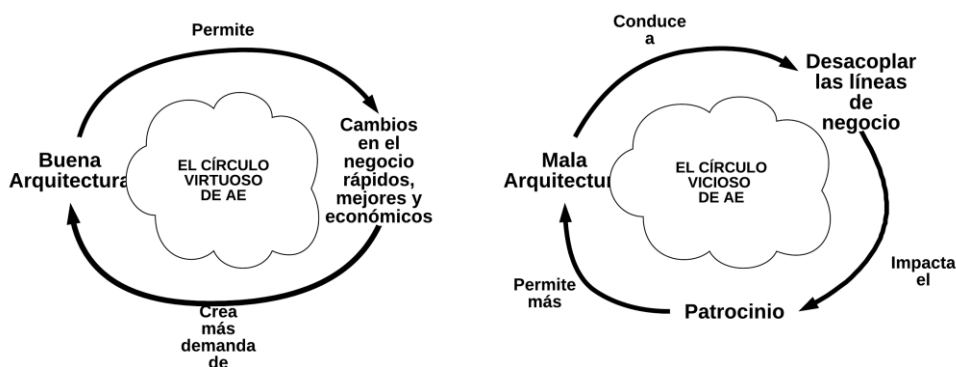 Permite
Buena
Arquitectura
EL CÍRCULO
VIRTUOSO
DE AE
Cambios
en el
negocio
rápidos,
mejores y
económicos
Crea
más
demanda
de
Conduce
a
Desacoplar
las líneas
de
negocio
Mala
Arquitectur
EL CÍRCULO
VICIOSO
DE AE
Impacta
el
Patrocinio
Permite
más